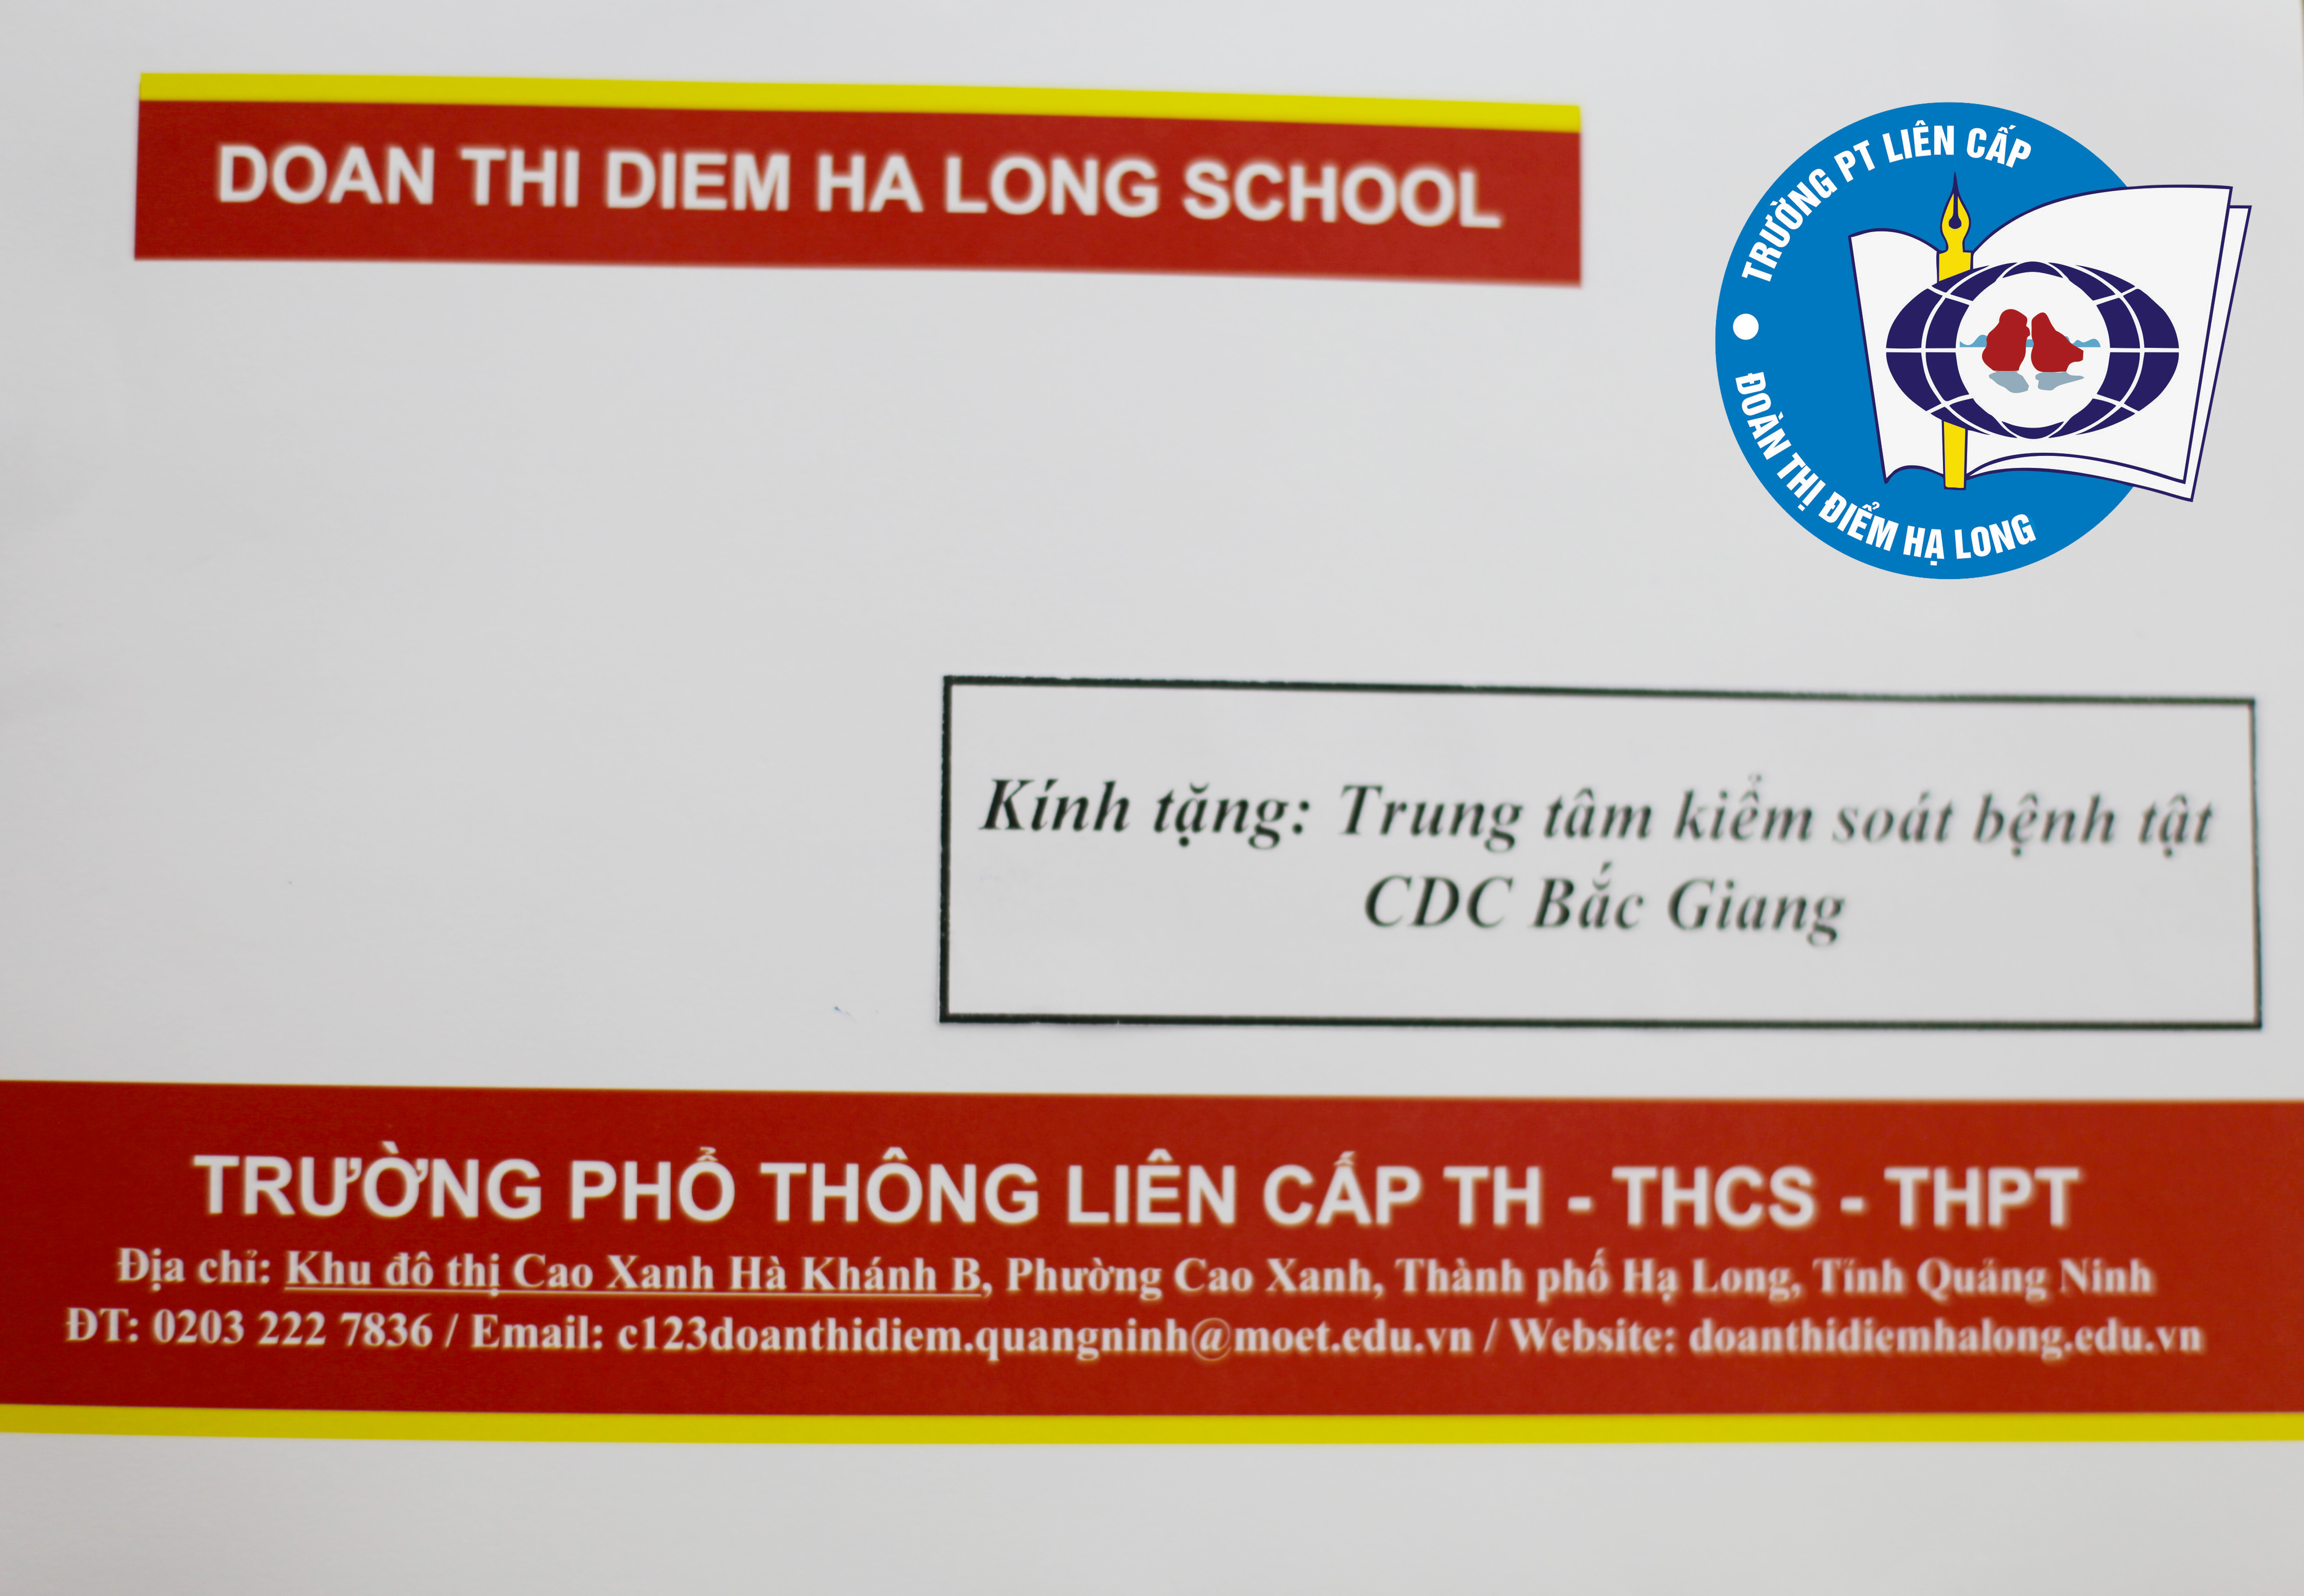 DOAN THI DIEM HA LONG SCHOOL
TRƯỜNG PT LIÊN CẤP
ĐOÀN THỊ ĐIỂM HẠ LONG
Kính tặng: Trung tâm kiểm soát bệnh tật
CDC Bắc Giang
TRƯỜNG PHỔ THÔNG LIÊN CẤP TH - THCS - THPT
Địa chỉ: Khu đô thị Cao Xanh Hà Khánh B, Phường Cao Xanh, Thành phố Hạ Long, Tỉnh Quảng Ninh
ĐT: 0203 222 7836 / Email: c123doanthidiem.quangninh@moet.edu.vn / Website: doanthidiemhalong.edu.vn